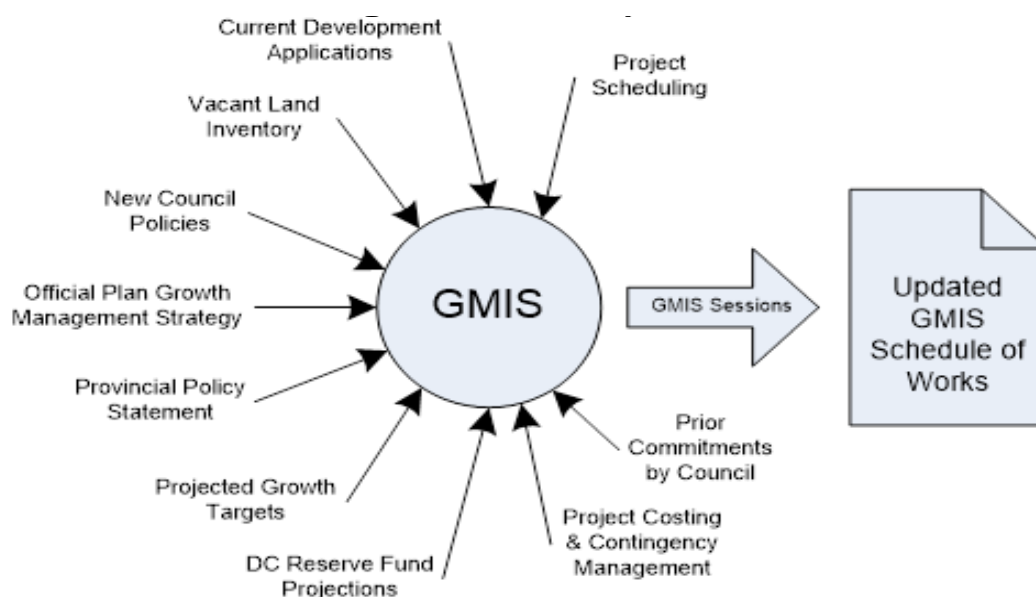 Current Development
Applications
Project
Scheduling
Vacant Land
Inventory
New Council
Policies
Official Plan Growth
Management Strategy
Provincial Policy
Statement
Projected Growth
Targets
DC Reserve Fund
Projections
Project Costing
& Contingency
Management
Prior
Commitments
by Council
GMIS
GMIS Sessions
Updated
GMIS
Schedule of
Works